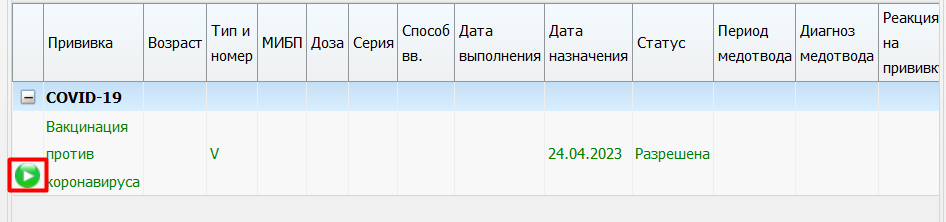 Прививка Возраст Тип и номер МИБП Доза Серия Способ вв. Дата выполнения Дата назначения Статус Период медотвода Диагноз медотвода Реакция на прививк
COVID-19
Вакцинация
против V 24.04.2023 Разрешена
коронавируса